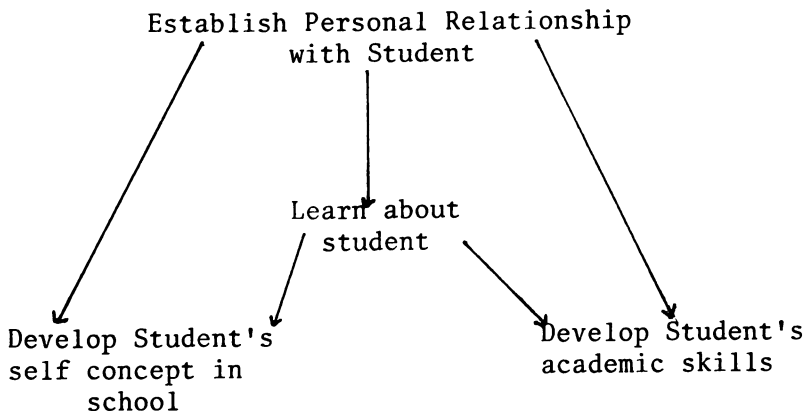 Establish Personal Relationship
with Student
Learn about
student
Develop Student's
self concept in
school
Develop Student's
academic skills